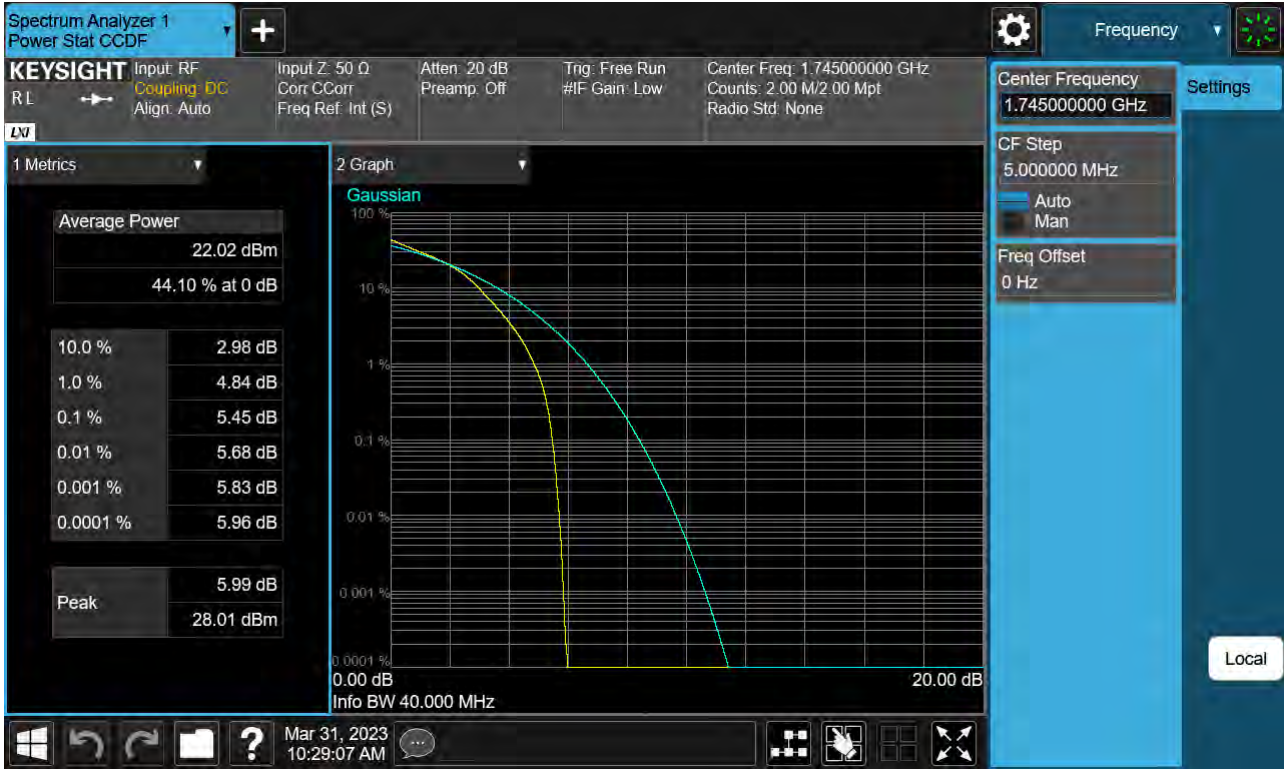 Spectrum Analyzer 1
Power Stat CCDF
Frequency
KEYSIGHT
R L
LXI
Input: RF
Coupling: DC
Align: Auto
Input Z: 50 Ω
Corr CCorr
Freq Ref: Int (S)
Atten: 20 dB
Preamp: Off
Trig: Free Run
#IF Gain: Low
Center Freq: 1.745000000 GHz
Counts: 2.00 M/2.00 Mpt
Radio Std: None
Center Frequency
1.745000000 GHz
Settings
CF Step
5.000000 MHz
Auto
Man
Freq Offset
0 Hz
Local
1 Metrics
Average Power
22.02 dBm
44.10 % at 0 dB
10.0 % 2.98 dB
1.0 % 4.84 dB
0.1 % 5.45 dB
0.01 % 5.68 dB
0.001 % 5.83 dB
0.0001 % 5.96 dB
Peak
5.99 dB
28.01 dBm
2 Graph
Gaussian
100 %
10 %
1 %
0.1 %
0.01 %
0.001 %
0.0001 %
0.00 dB 20.00 dB
Info BW 40.000 MHz
?
Mar 31, 2023
10:29:07 AM